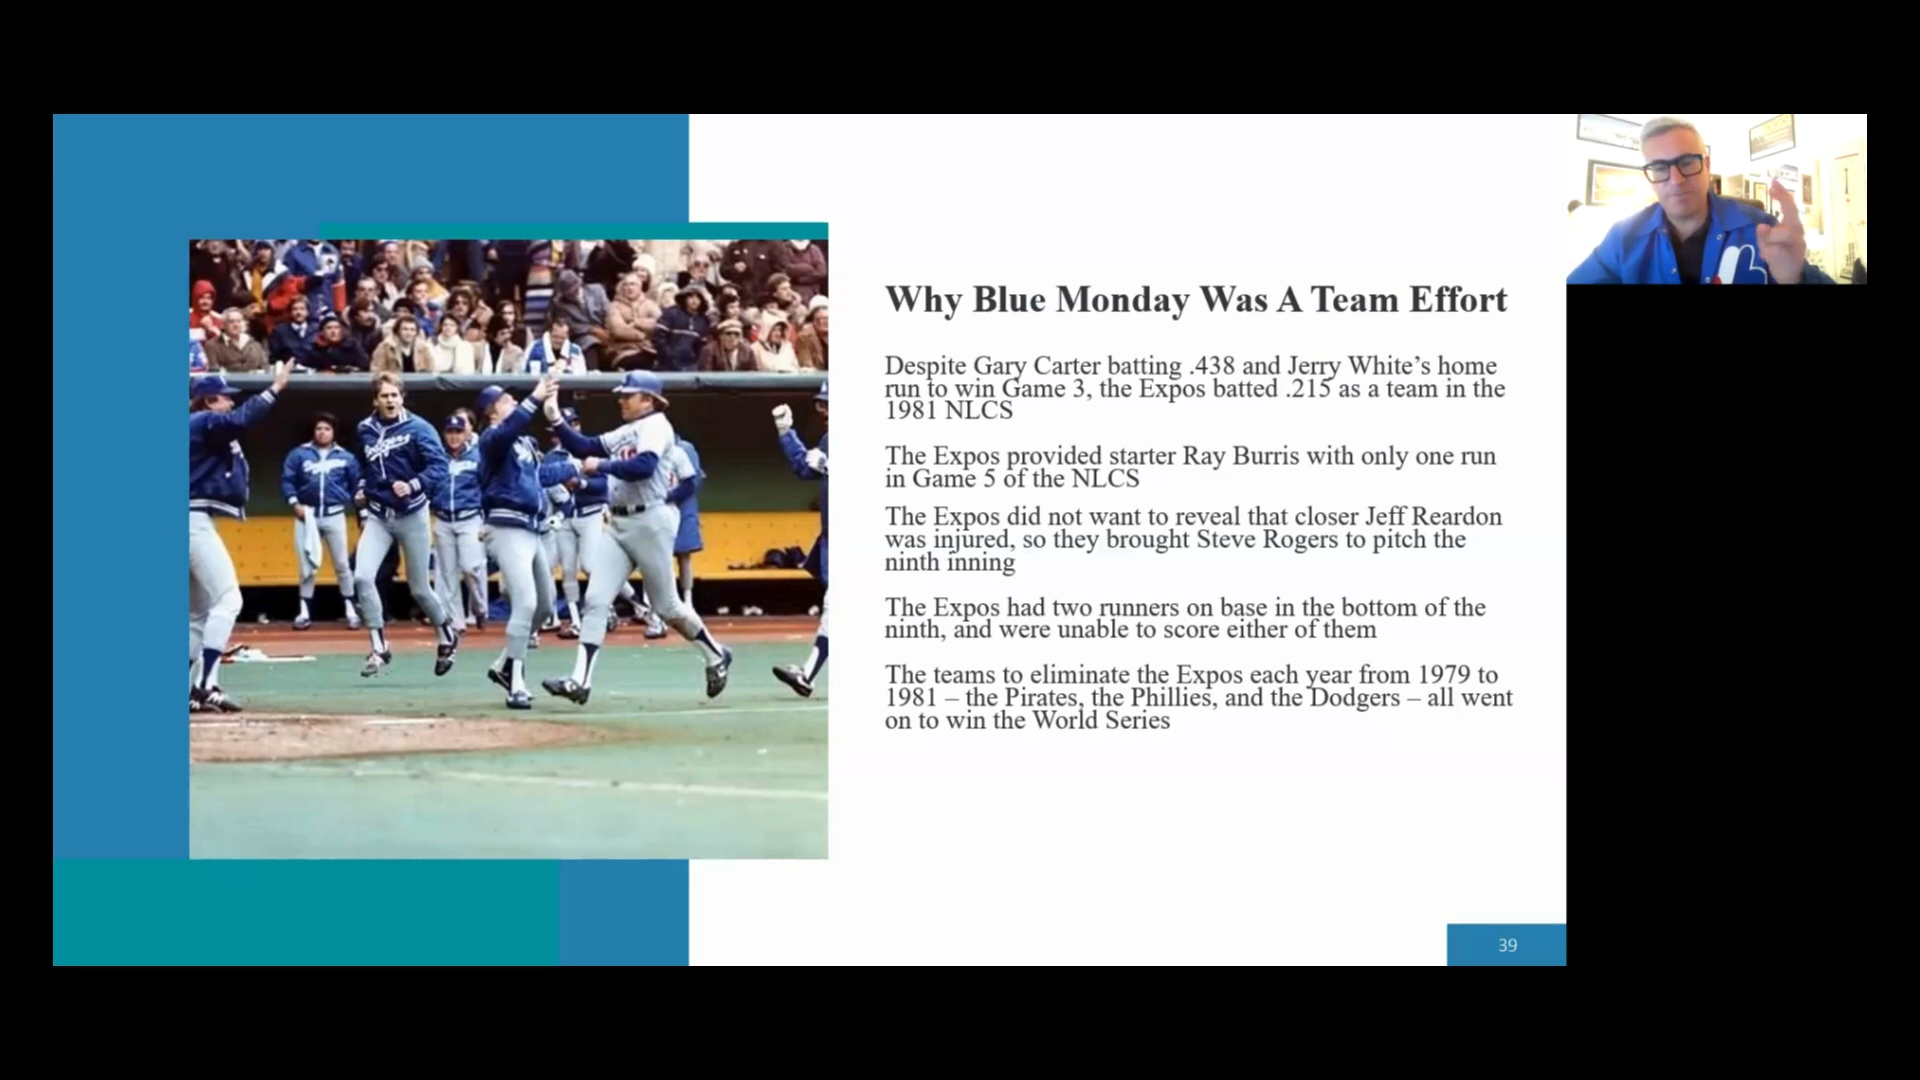 Why Blue Monday Was A Team Effort
Despite Gary Carter batting .438 and Jerry White’s home
run to win Game 3, the Expos batted .215 as a team in the
1981 NLCS
The Expos provided starter Ray Burris with only one run
in Game 5 of the NLCS
The Expos did not want to reveal that closer Jeff Reardon
was injured, so they brought Steve Rogers to pitch the
ninth inning
The Expos had two runners on base in the bottom of the
ninth, and were unable to score either of them
The teams to eliminate the Expos each year from 1979 to
1981 – the Pirates, the Phillies, and the Dodgers – all went
on to win the World Series
39
Dodgers